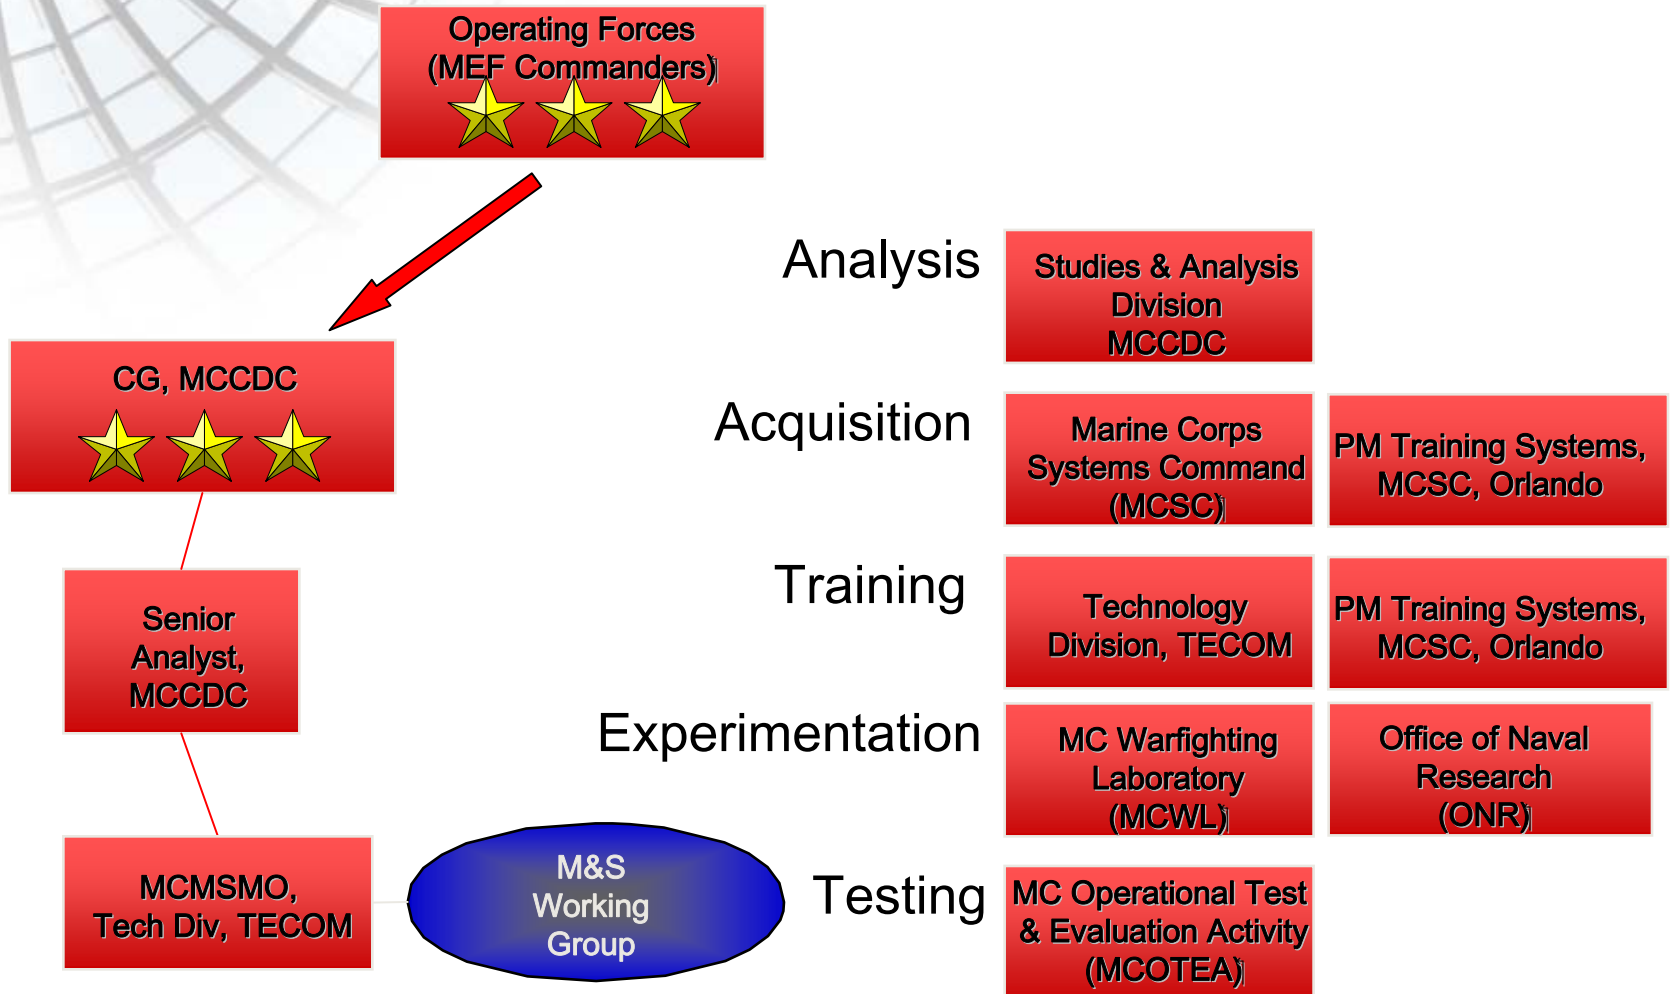 Operating Forces
(MEF Commanders)
CG, MCCDC
Senior
Analyst,
MCCDC
MCMSMO,
Tech Div, TECOM
M&S
Working
Group
Analysis
Studies & Analysis
Division
MCCDC
Acquisition
Marine Corps
Systems Command
(MCSC)
PM Training Systems,
MCSC, Orlando
Training
Technology
Division, TECOM
PM Training Systems,
MCSC, Orlando
Experimentation
MC Warfighting
Laboratory
(MCWL)
Office of Naval
Research
(ONR)
Testing
MC Operational Test
& Evaluation Activity
(MCOTEA)